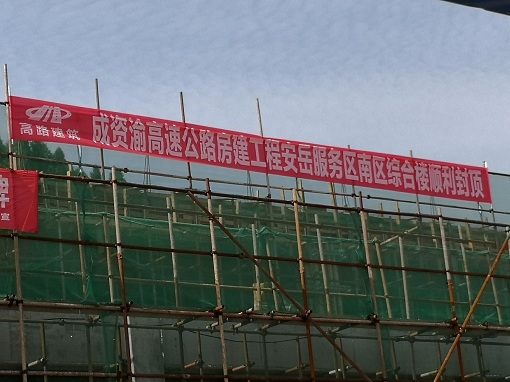 高路建筑
成资渝高速公路房建工程安岳服务区南区综合楼顺利封顶
宣